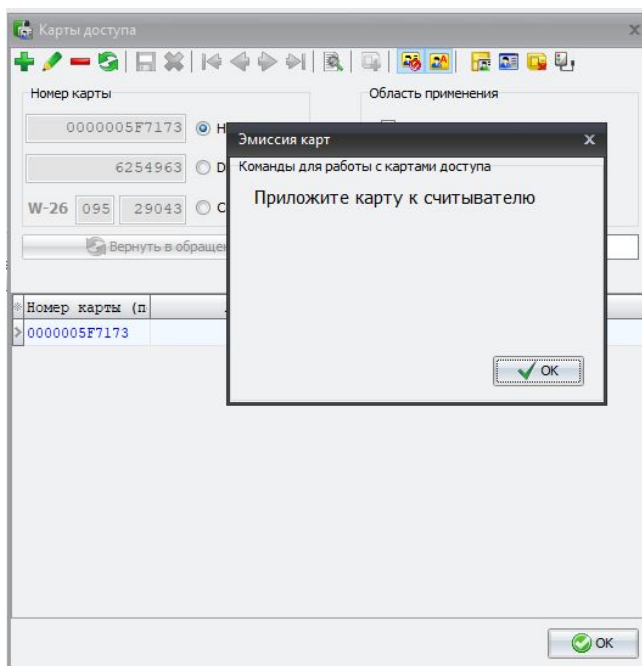 Карты доступа
Номер карты
Область применения
0000005F7173
6254963
W-26 095 29043
Вернуть в
Эмиссия карт
Команды для работы с картами доступа
Приложите карту к считывателю
OK
Номер карты
0000005F7173
OK